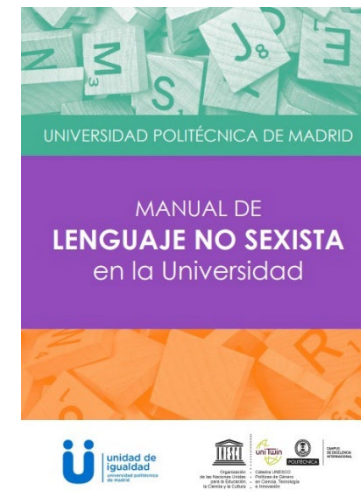 Z
M
3
S
J
8
UNIVERSIDAD POLITÉCNICA DE MADRID
MANUAL DE
LENGUAJE NO SEXISTA
en la Universidad
R
unidad de
igualdad
universidad politécnica
de madrid
uniTwin
POLITÉCNICA
CAMPUS
DE EXCELENCIA
INTERNACIONAL
Organización
de las Naciones Unidas
para la Educación,
la Ciencia y la Cultura
Cátedra UNESCO
Políticas de Género
en Ciencia, Tecnología
e Innovación